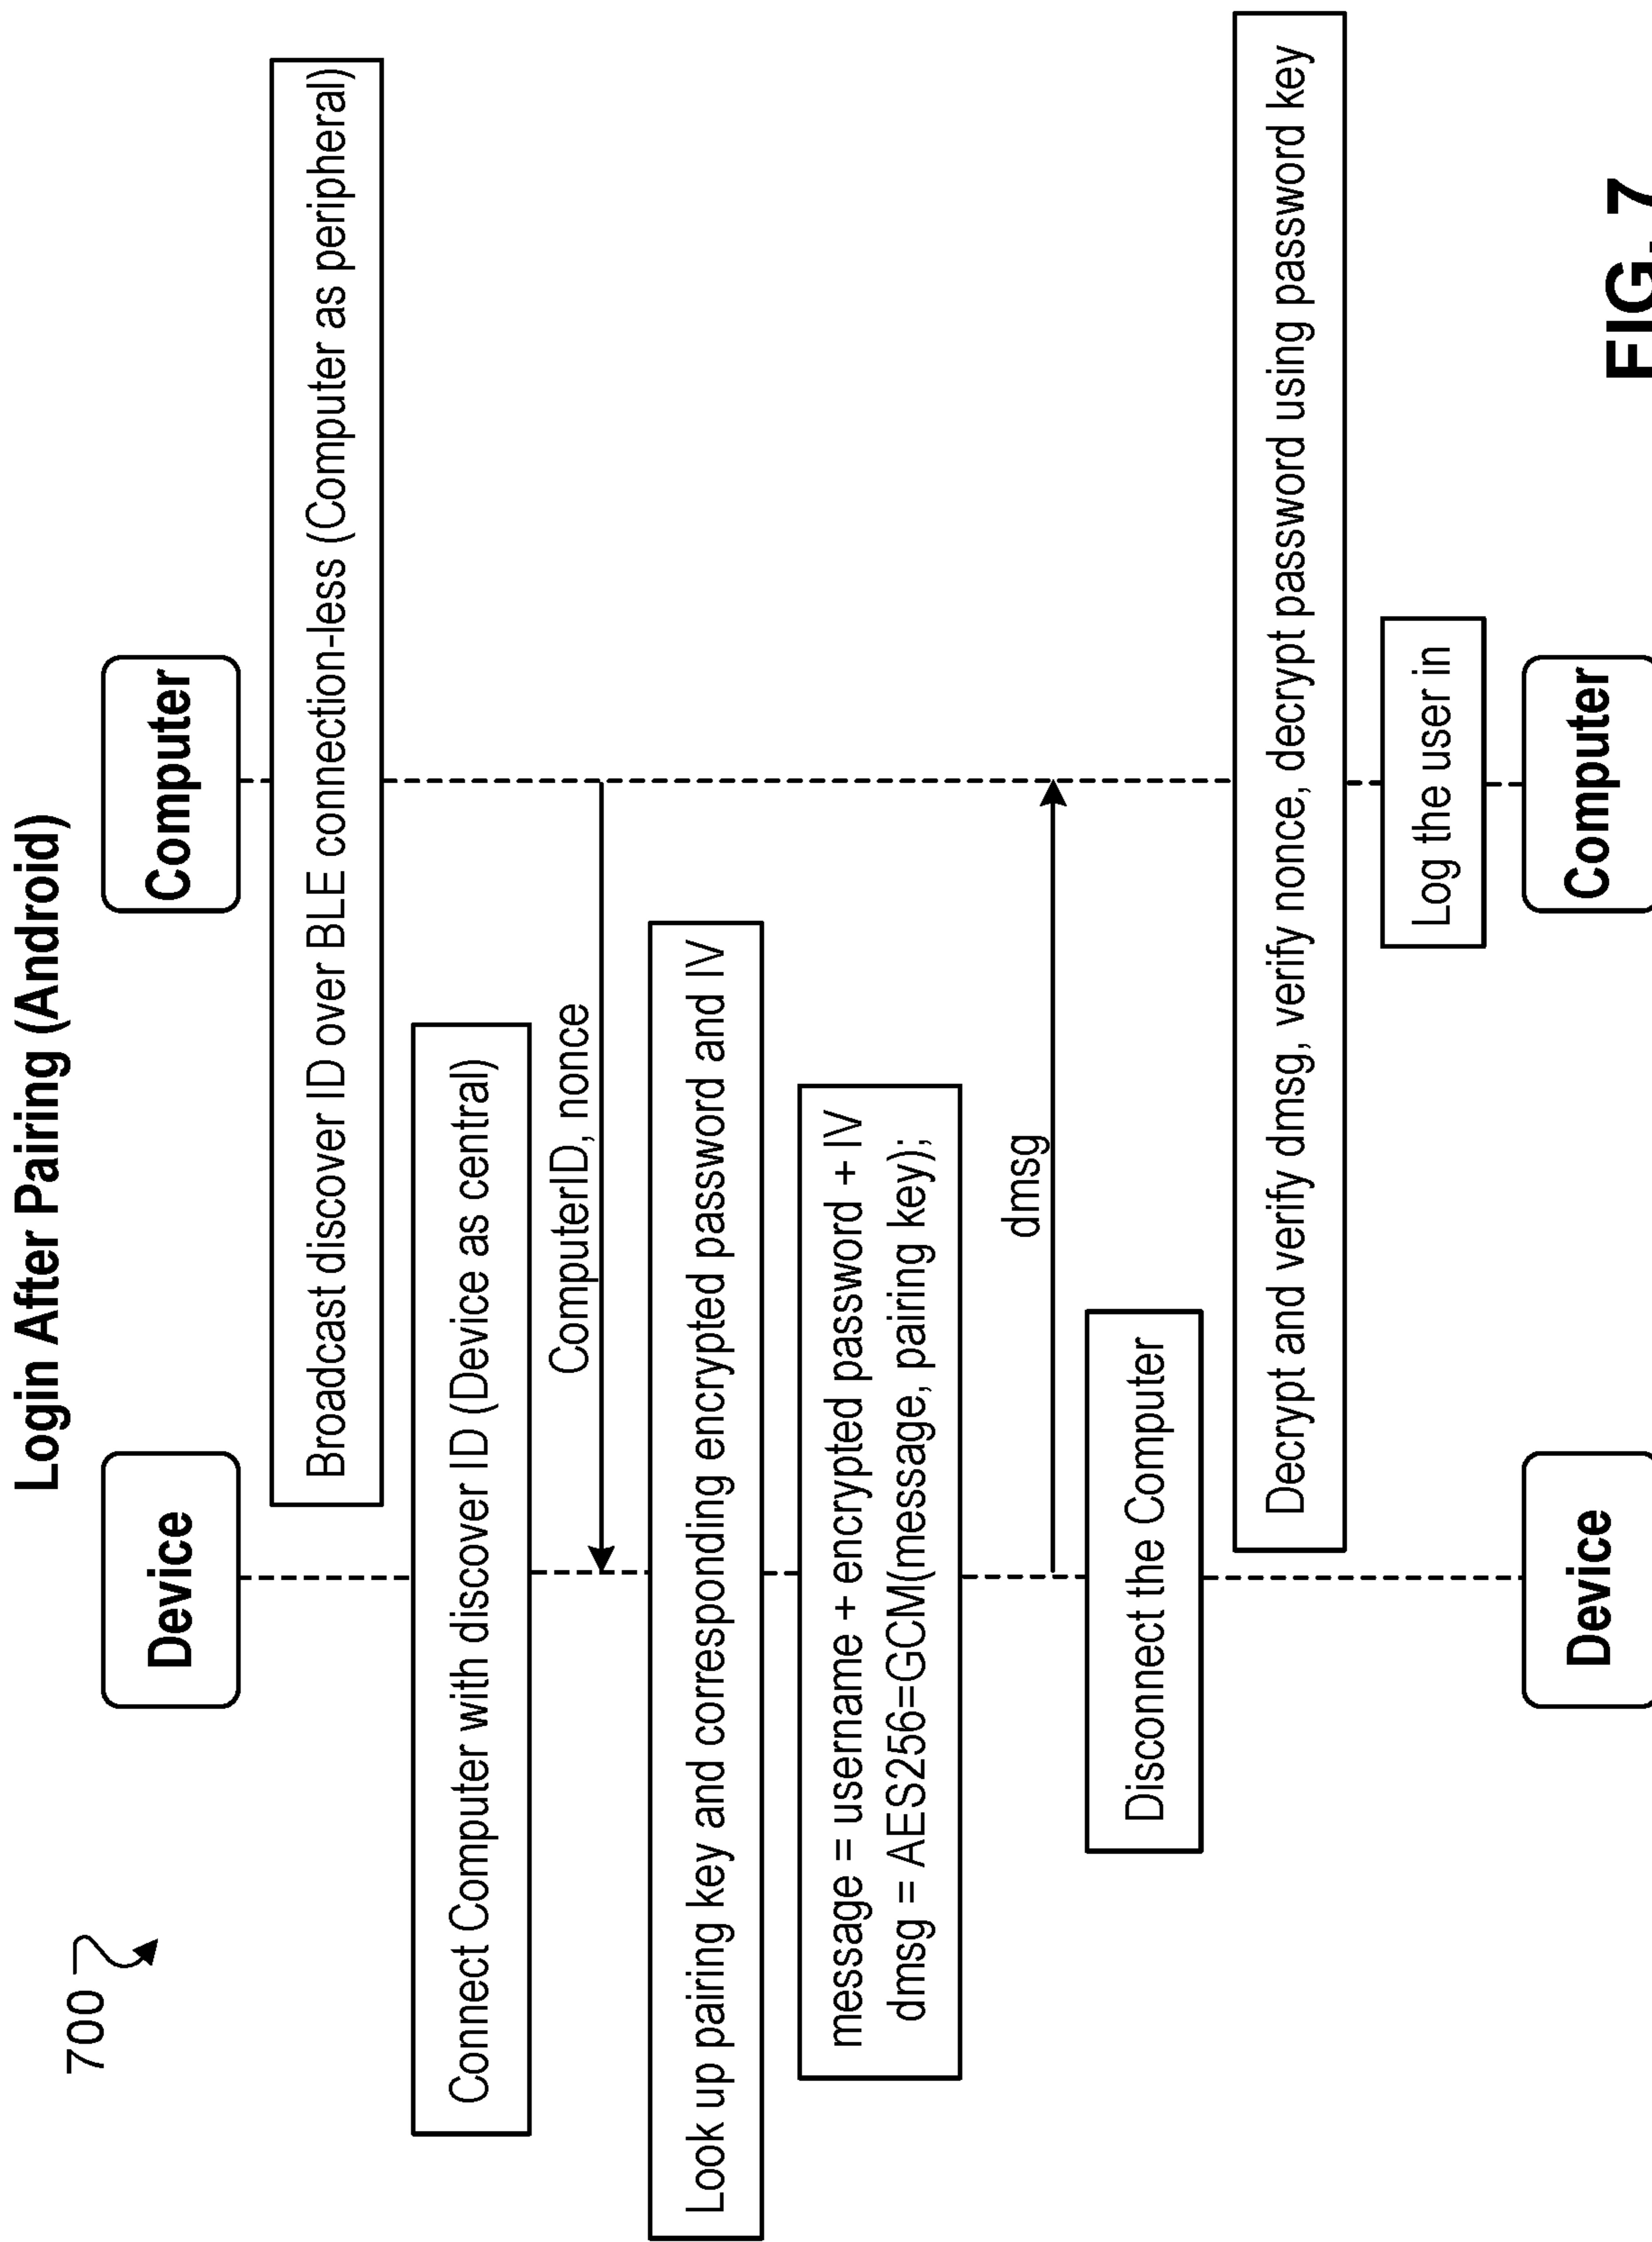 Login After Pairing (Android)
700
Device
Computer
Broadcast discover ID over BLE connection-less (Computer as peripheral)
Connect Computer with discover ID (Device as central)
ComputerID, nonce
Look up pairing key and corresponding encrypted password and IV
message = username + encrypted password + IV
dmsg = AES256=GCM(message, pairing key);
dmsg
Disconnect the Computer
Decrypt and verify dmsg, verify nonce, decrypt password using password key
Log the user in
Device
Computer
FIG. 7